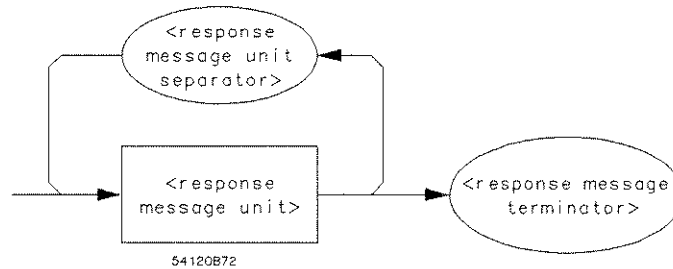 <response
message unit
separator>
<response
message unit>
<response message
terminator>
54120B72